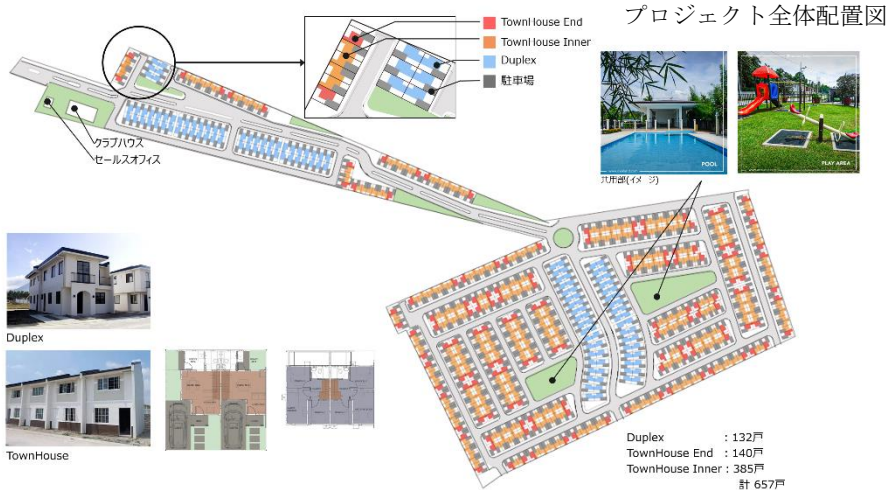 プロジェクト全体配置図
TownHouse End
TownHouse Inner
Duplex
駐車場
クラブハウス
セールスオフィス
POOL
PLAY AREA
共用部(イメージ)
Duplex
TownHouse
Duplex : 132戸
TownHouse End : 140戸
TownHouse Inner : 385戸
計 657戸